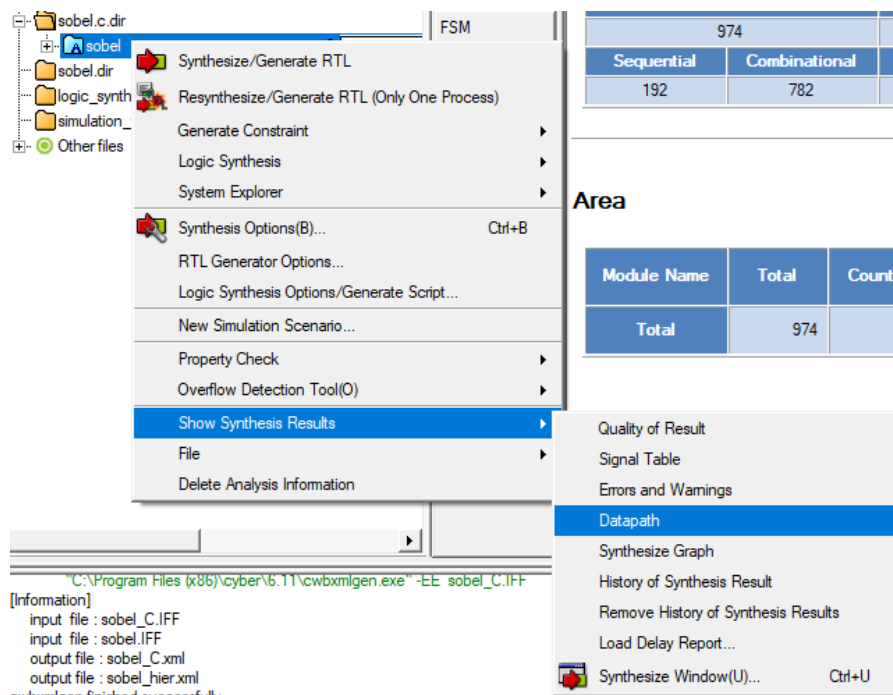 sobel.c.dir
sobel
sobel.dir
logic_synth
simulation_
Other files
FSM
974
Sequential Combinational
192 782
Synthesize/Generate RTL
Resynthesize/Generate RTL (Only One Process)
Generate Constraint
Logic Synthesis
System Explorer
Synthesis Options(B)... Ctrl+B
RTL Generator Options...
Logic Synthesis Options/Generate Script...
New Simulation Scenario...
Property Check
Overflow Detection Tool(O)
Show Synthesis Results
File
Delete Analysis Information
Area
Module Name Total Count
Total 974
Quality of Result
Signal Table
Errors and Warnings
Datapath
Synthesize Graph
History of Synthesis Result
Remove History of Synthesis Results
Load Delay Report...
Synthesize Window(U)... Ctrl+U
"C:\Program Files (x86)\cyber\6.11\cwbxmlgen.exe" -EE sobel_C.IFF
[Information]
input file : sobel_C.IFF
input file : sobel.IFF
output file : sobel_C.xml
output file : sobel_hier.xml
cwbxmlgen finished successfully